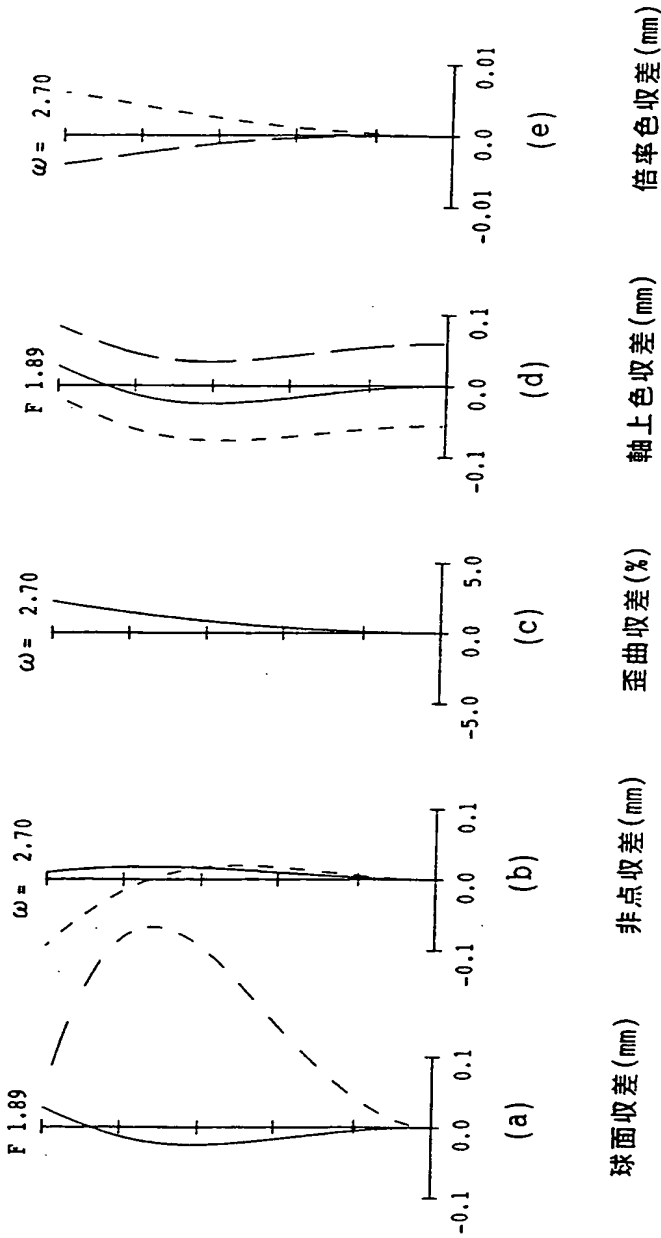 F 1.89
-0.1 0.0 0.1
(a)
球面収差(mm)
ω= 2.70
-0.1 0.0 0.1
(b)
非点収差(mm)
ω= 2.70
-5.0 0.0 5.0
(c)
歪曲収差(%)
F 1.89
-0.1 0.0 0.1
(d)
軸上色収差(mm)
ω= 2.70
-0.01 0.0 0.01
(e)
倍率色収差(mm)